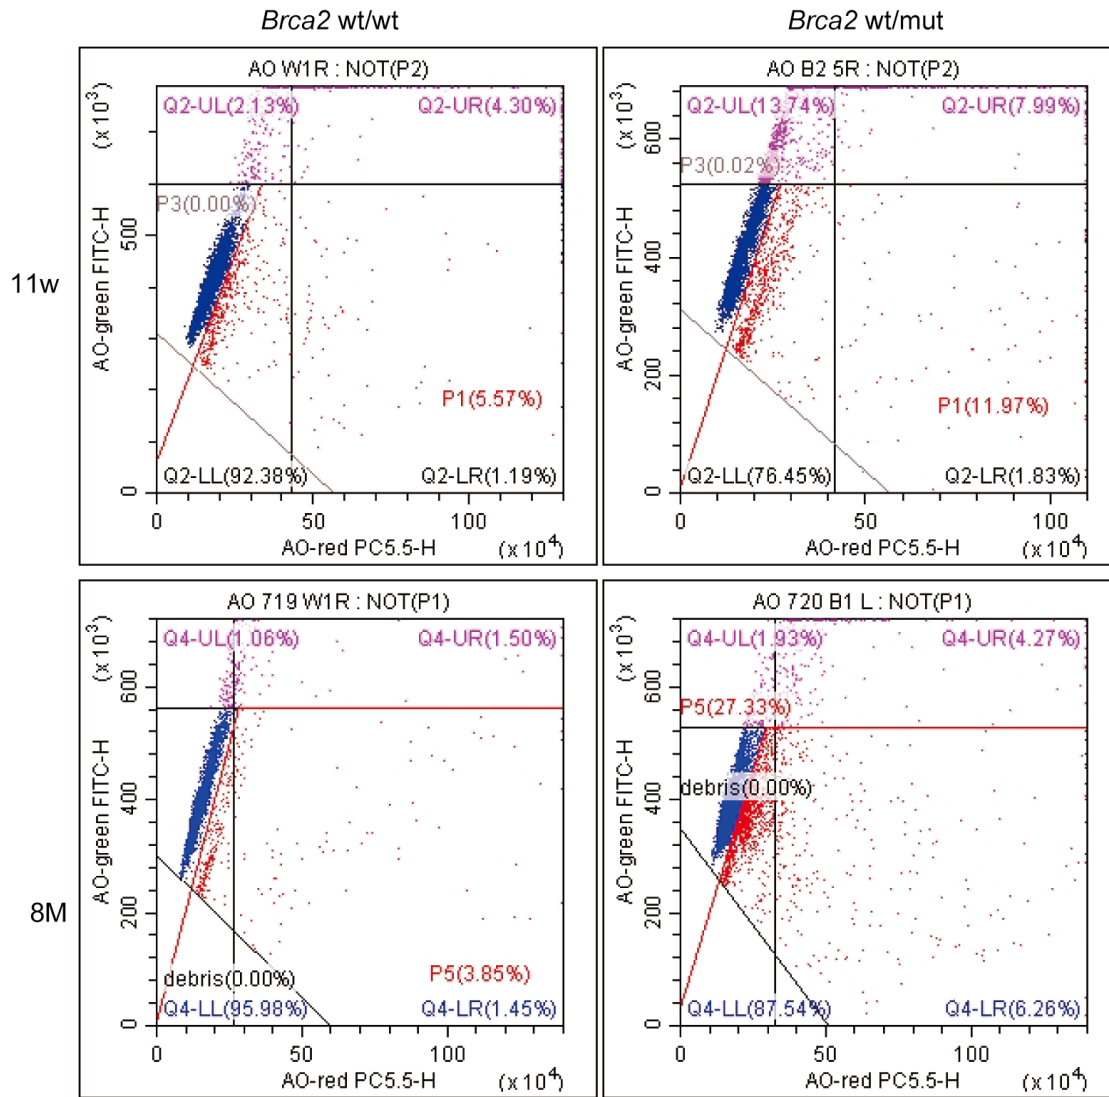 Brca2 wt/wt
Brca2 wt/mut
11w
AO W1R : NOT(P2)
Q2-UL(2.13%)
Q2-UR(4.30%)
P3(0.00%)
P1(5.57%)
Q2-LL(92.38%)
Q2-LR(1.19%)
AO-green FITC-H
(x 10³)
500
0
0
50
100
AO-red PC5.5-H
(x 10⁴)
AO B2 5R : NOT(P2)
Q2-UL(13.74%)
Q2-UR(7.99%)
P3(0.02%)
P1(11.97%)
Q2-LL(76.45%)
Q2-LR(1.83%)
AO-green FITC-H
(x 10³)
600
400
200
0
0
50
100
AO-red PC5.5-H
(x 10⁴)
8M
AO 719 W1R : NOT(P1)
Q4-UL(1.06%)
Q4-UR(1.50%)
debris(0.00%)
P5(3.85%)
Q4-LL(95.98%)
Q4-LR(1.45%)
AO-green FITC-H
(x 10³)
600
400
200
0
0
50
100
AO-red PC5.5-H
(x 10⁴)
AO 720 B1 L : NOT(P1)
Q4-UL(1.93%)
Q4-UR(4.27%)
P5(27.33%)
debris(0.00%)
Q4-LL(87.54%)
Q4-LR(6.26%)
AO-green FITC-H
(x 10³)
600
400
200
0
0
50
100
AO-red PC5.5-H
(x 10⁴)